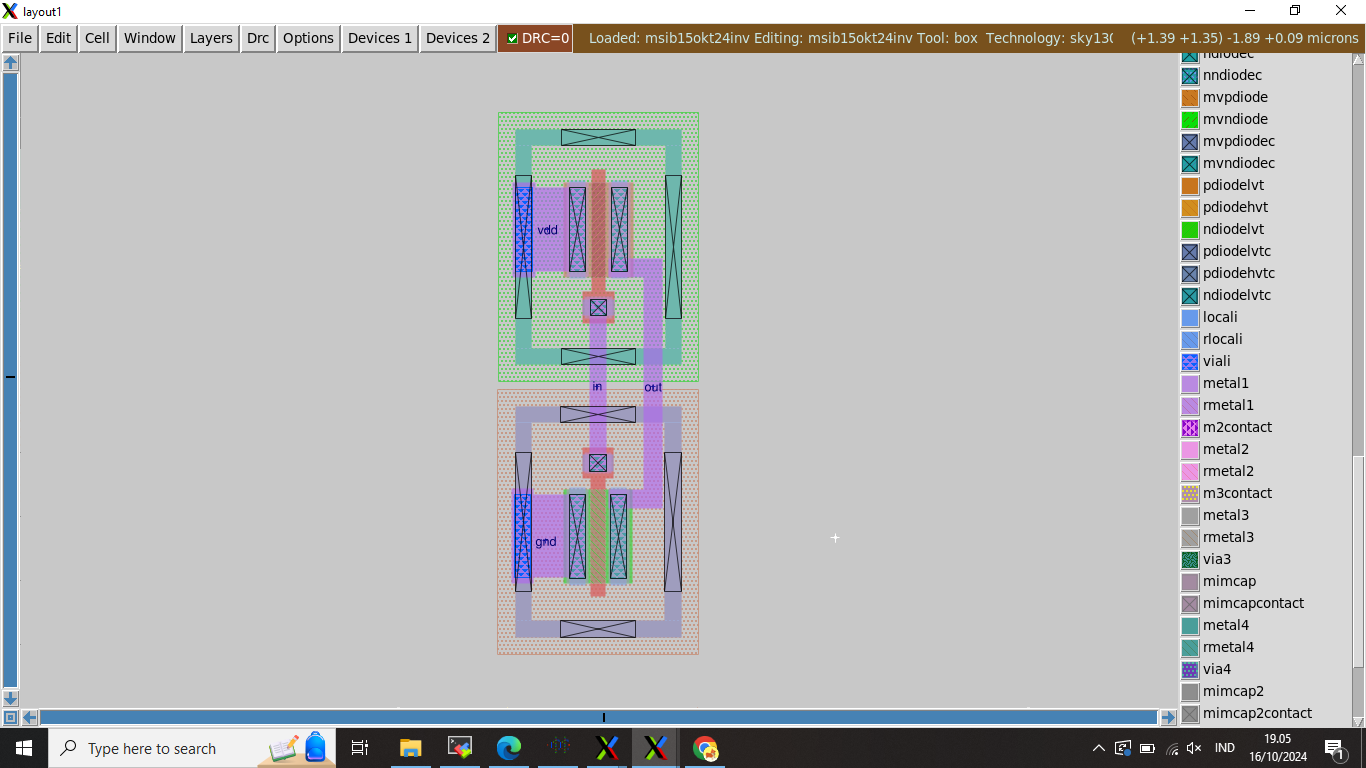 layout1
File Edit Cell Window Layers Drc Options Devices 1 Devices 2 DRC=0 Loaded: msib15okt24inv Editing: msib15okt24inv Tool: box Technology: sky130 (+1.39 +1.35) -1.89 +0.09 microns
ndiodec
nndiodec
mvpdiode
mvndiode
mvpdiodec
mvndiodec
pdiodelvt
pdiodehvt
ndiodelvt
pdiodelvtc
pdiodehvtc
ndiodelvtc
locali
rlocali
viali
metal1
rmetal1
m2contact
metal2
rmetal2
m3contact
metal3
rmetal3
via3
mimcap
mimcapcontact
metal4
rmetal4
via4
mimcap2
mimcap2contact
vdd
in
out
gnd
Type here to search
IND
19.05
16/10/2024
1